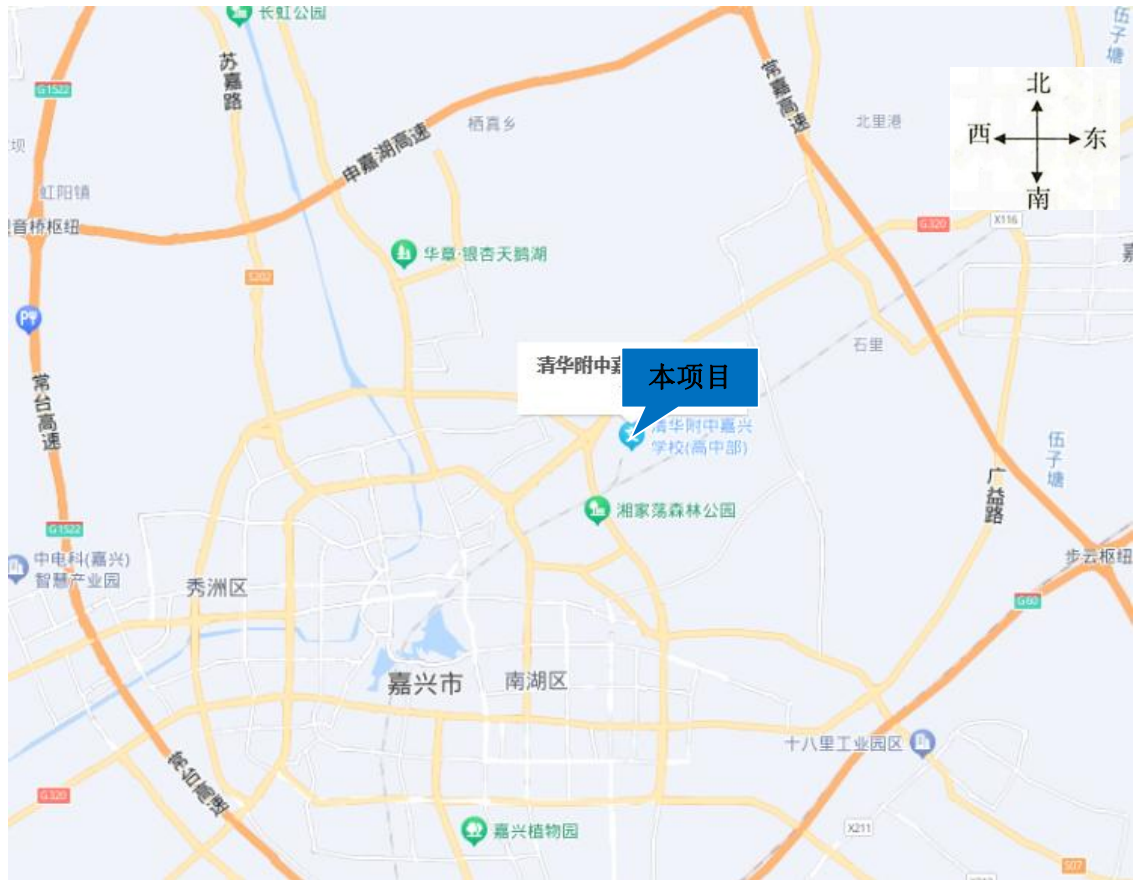 长虹公园
伍子塘
苏嘉路
常嘉高速
北
西
东
南
G1522
栖真乡
北里港
申嘉湖高速
坝
虹阳镇
G320
X116
音桥枢纽
华章·银杏天鹅湖
S202
石里
清华附中
本项目
常台高速
清华附中嘉兴
学校(高中部)
伍子塘
广益路
湘家荡森林公园
G1522
步云枢纽
中电科(嘉兴)
智慧产业园
秀洲区
G60
嘉兴市
南湖区
十八里工业园区
常台高速
G320
嘉兴植物园
X211
S07